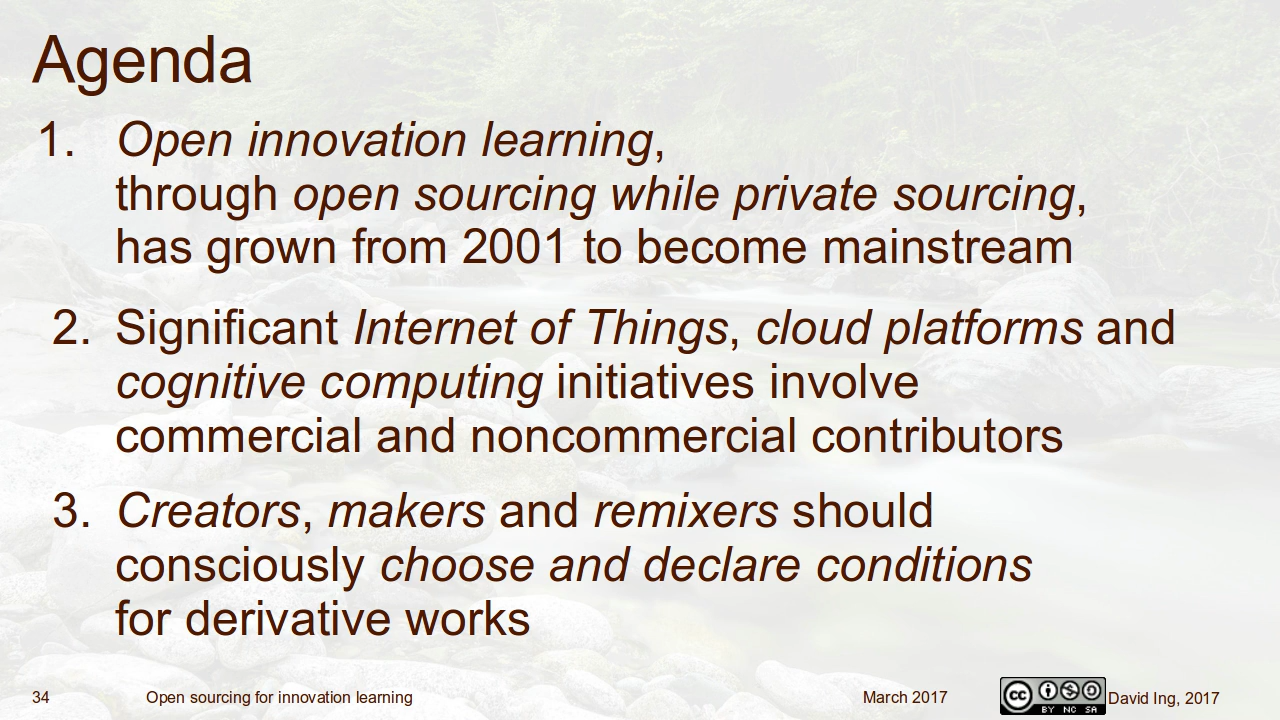 Agenda
1. Open innovation learning,
through open sourcing while private sourcing,
has grown from 2001 to become mainstream
2. Significant Internet of Things, cloud platforms and
cognitive computing initiatives involve
commercial and noncommercial contributors
3. Creators, makers and remixers should
consciously choose and declare conditions
for derivative works
34 Open sourcing for innovation learning March 2017 cc BY NC SA David Ing, 2017